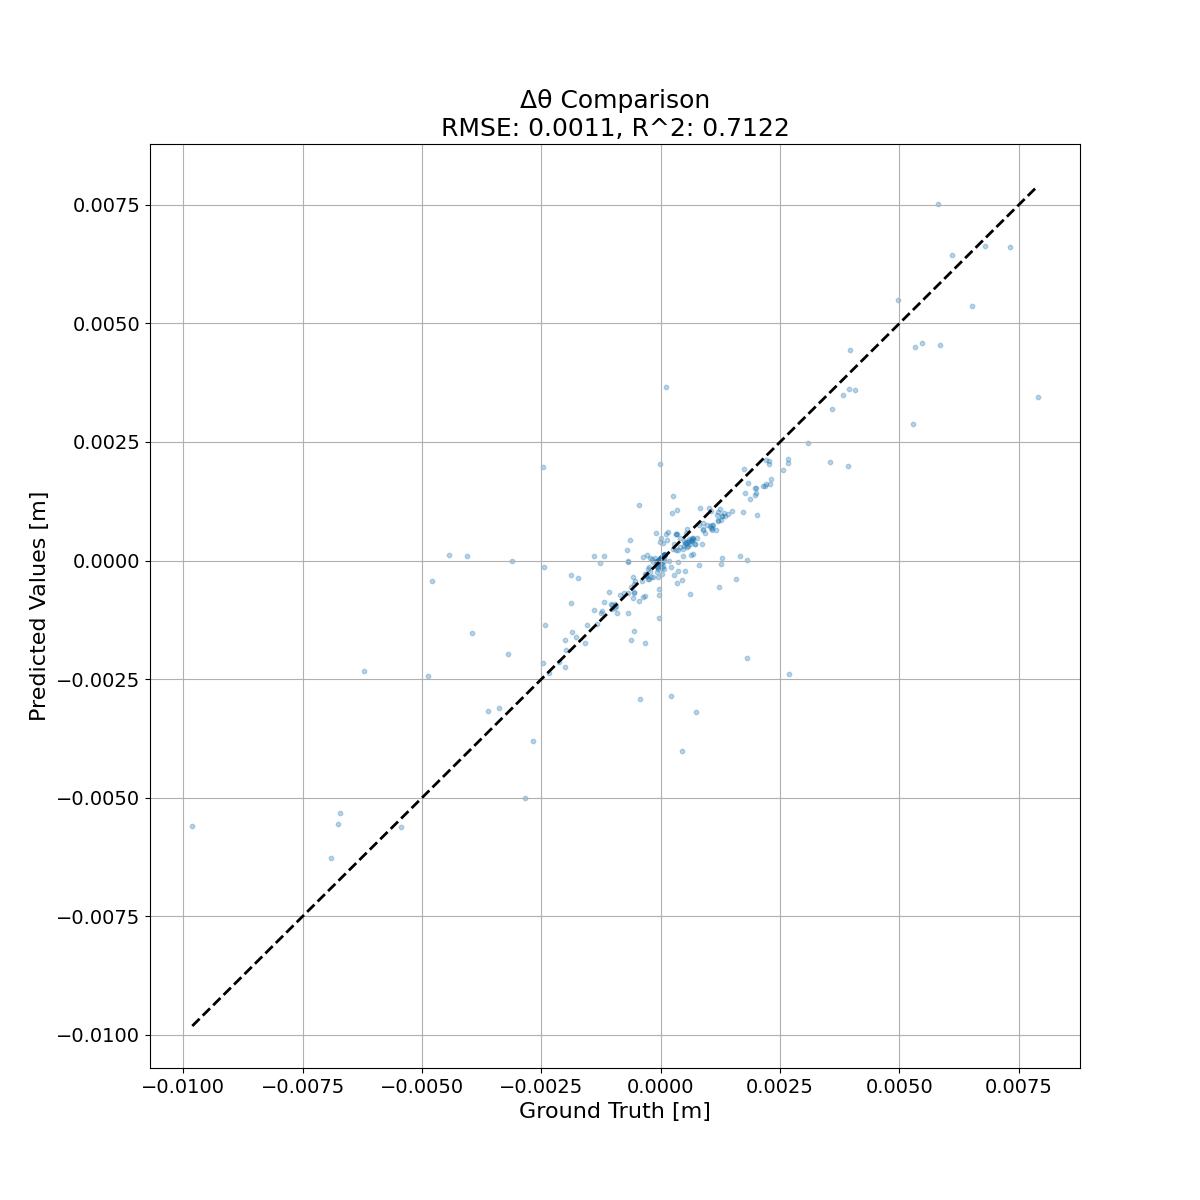 Δθ Comparison
RMSE: 0.0011, R^2: 0.7122
Predicted Values [m]
0.0075
0.0050
0.0025
0.0000
−0.0025
−0.0050
−0.0075
−0.0100
−0.0100 −0.0075 −0.0050 −0.0025 0.0000 0.0025 0.0050 0.0075
Ground Truth [m]